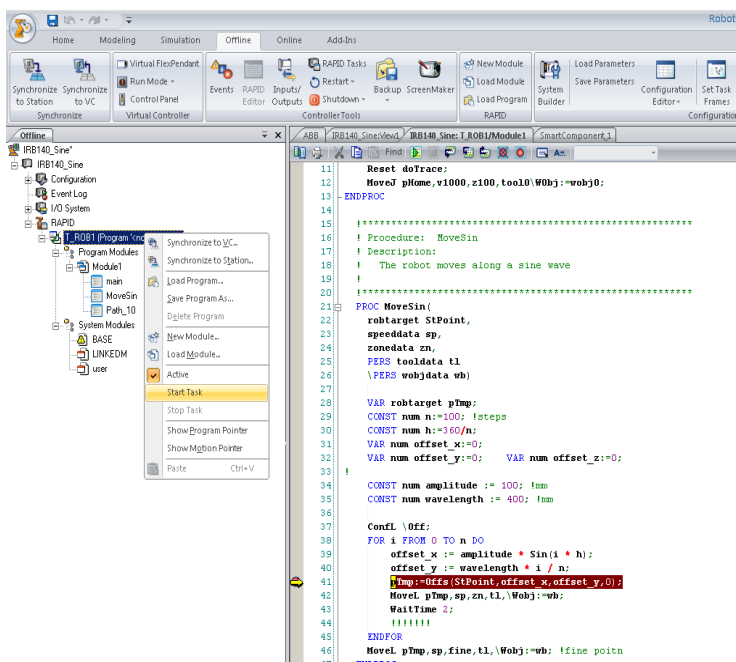 Robot
Home Modeling Simulation Offline Online Add-Ins
Synchronize to Station
Synchronize to VC
Synchronize
Virtual FlexPendant
Run Mode
Control Panel
Virtual Controller
Events
RAPID Editor
Inputs/ Outputs
RAPID Tasks
Restart
Shutdown
Backup
ScreenMaker
Controller Tools
New Module
Load Module
Load Program
RAPID
System Builder
Load Parameters
Save Parameters
Configuration Editor
Set Task Frames
Configuration
Offline
IRB140_Sine*
IRB140_Sine
Configuration
Event Log
I/O System
RAPID
T_ROB1 (Program '<no
Program Modules
Module1
main
MoveSin
Path_10
System Modules
BASE
LINKEDM
user
Synchronize to VC...
Synchronize to Station...
Load Program...
Save Program As...
Delete Program
New Module...
Load Module...
Active
Start Task
Stop Task
Show Program Pointer
Show Motion Pointer
Paste Ctrl+V
ABB IRB140_Sine:View1 IRB140_Sine: T_ROB1/Module1 SmartComponent_1
Find
11 Reset doTrace;
12 MoveJ pHome,v1000,z100,tool0\WObj:=wobj0;
13 ENDPROC
14
15 !*********************************************************
16 ! Procedure: MoveSin
17 ! Description:
18 ! The robot moves along a sine wave
19 !
20 !*********************************************************
21 PROC MoveSin(
22 robtarget StPoint,
23 speeddata sp,
24 zonedata zn,
25 PERS tooldata tl
26 \PERS wobjdata wb)
27
28 VAR robtarget pTmp;
29 CONST num n:=100; !steps
30 CONST num h:=360/n;
31 VAR num offset_x:=0;
32 VAR num offset_y:=0; VAR num offset_z:=0;
33 !
34 CONST num amplitude := 100; !mm
35 CONST num wavelength := 400; !mm
36
37 ConfL \Off;
38 FOR i FROM 0 TO n DO
39 offset_x := amplitude * Sin(i * h);
40 offset_y := wavelength * i / n;
41 pTmp:=Offs(StPoint,offset_x,offset_y,0);
42 MoveL pTmp,sp,zn,tl,\Wobj:=wb;
43 WaitTime 2;
44 !!!!!!!
45 ENDFOR
46 MoveL pTmp,sp,fine,tl,\Wobj:=wb; !fine poitn